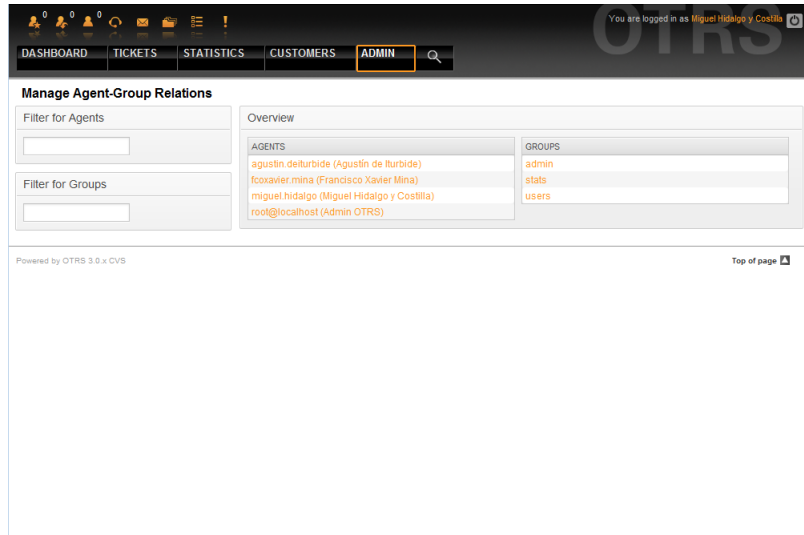 0 0 0
You are logged in as Miguel Hidalgo y Costilla
OTRS
DASHBOARD TICKETS STATISTICS CUSTOMERS ADMIN
Manage Agent-Group Relations
Filter for Agents
Filter for Groups
Overview
AGENTS
agustin.deiturbide (Agustín de Iturbide)
fcoxavier.mina (Francisco Xavier Mina)
miguel.hidalgo (Miguel Hidalgo y Costilla)
root@localhost (Admin OTRS)
GROUPS
admin
stats
users
Powered by OTRS 3.0.x CVS
Top of page